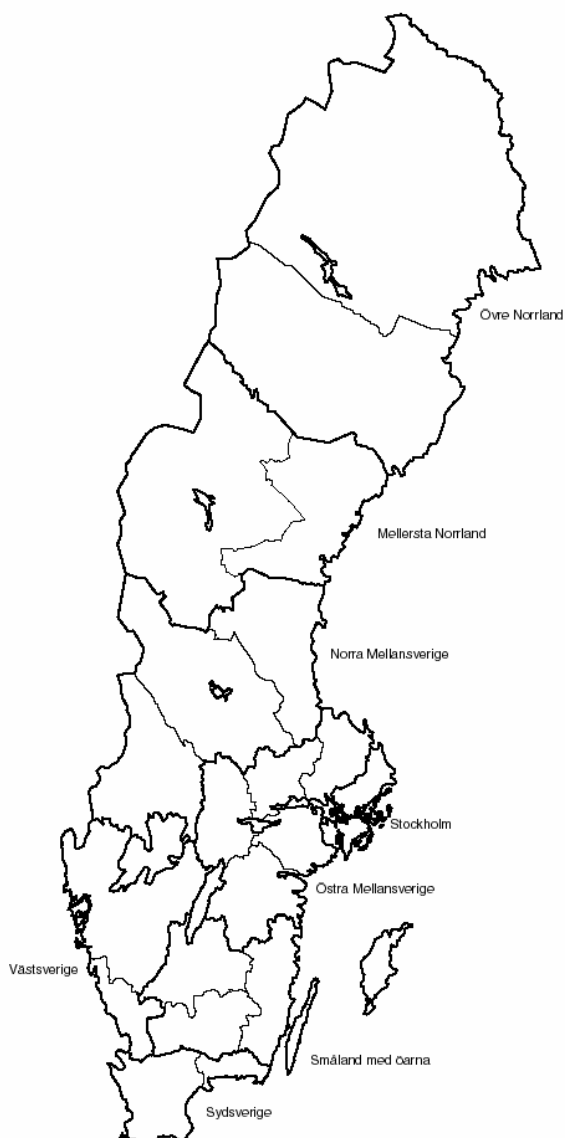 Övre Norrland
Mellersta Norrland
Norra Mellansverige
Stockholm
Östra Mellansverige
Västsverige
Småland med öarna
Sydsverige